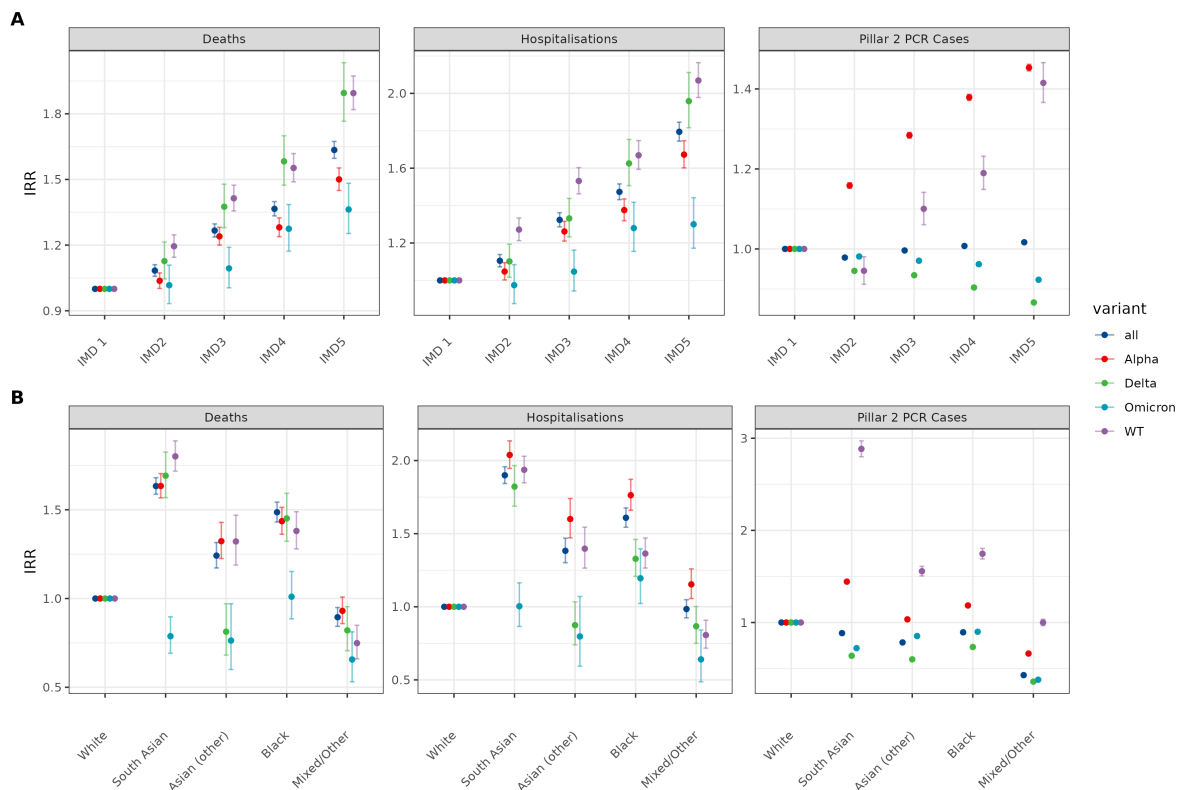 A
Deaths
Hospitalisations
Pillar 2 PCR Cases
IRR
1.8
1.5
1.2
0.9
2.0
1.6
1.2
1.4
1.2
1.0
IMD 1
IMD2
IMD3
IMD4
IMD5
IMD 1
IMD2
IMD3
IMD4
IMD5
IMD 1
IMD2
IMD3
IMD4
IMD5
variant
all
Alpha
Delta
Omicron
WT
B
Deaths
Hospitalisations
Pillar 2 PCR Cases
IRR
1.5
1.0
0.5
2.0
1.5
1.0
0.5
3
2
1
White
South Asian
Asian (other)
Black
Mixed/Other
White
South Asian
Asian (other)
Black
Mixed/Other
White
South Asian
Asian (other)
Black
Mixed/Other